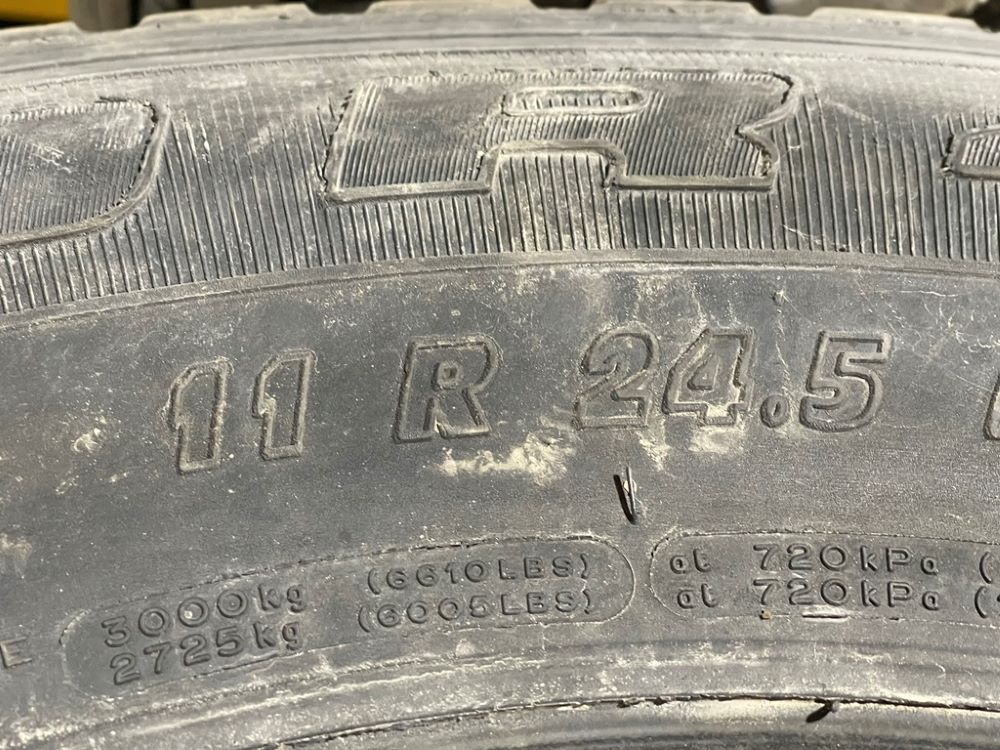 R
11 R 24.5
3000kg (6610LBS) at 720kPa (
2725kg (6005LBS) at 720kPa (
E